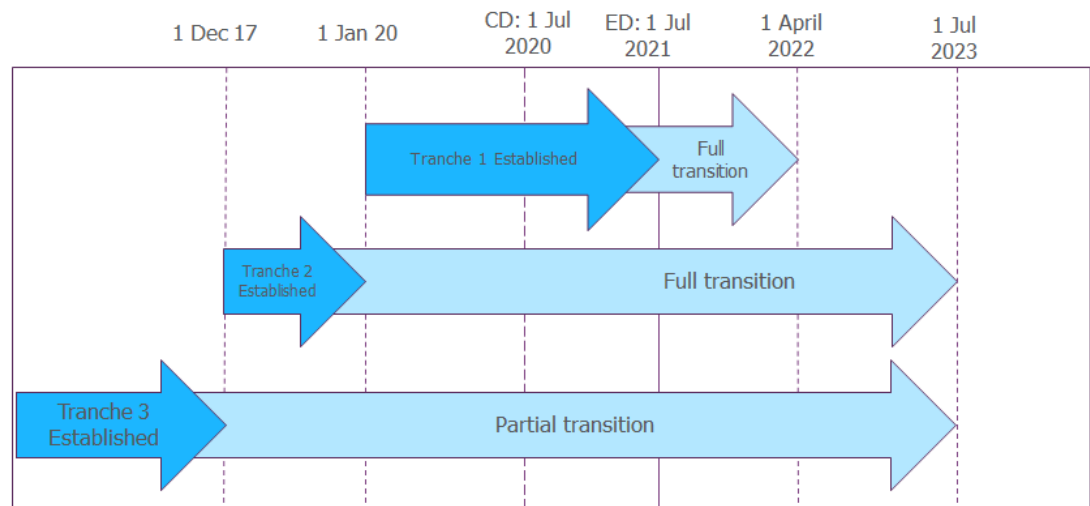 1 Dec 17
1 Jan 20
CD: 1 Jul
2020
ED: 1 Jul
2021
1 April
2022
1 Jul
2023
Tranche 1 Established
Full
transition
Tranche 2
Established
Full transition
Tranche 3
Established
Partial transition